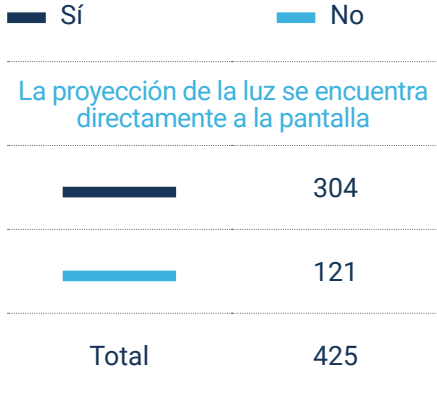 Sí No
La proyección de la luz se encuentra
directamente a la pantalla
304
121
Total 425